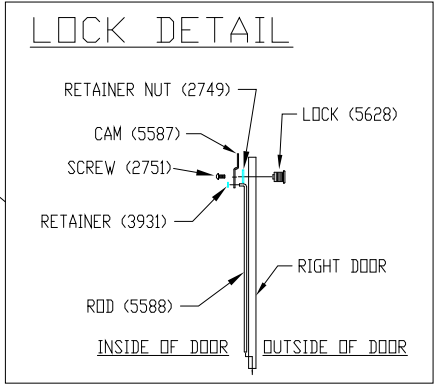 LOCK DETAIL
RETAINER NUT (2749)
LOCK (5628)
CAM (5587)
SCREW (2751)
RETAINER (3931)
RIGHT DOOR
ROD (5588)
INSIDE OF DOOR
OUTSIDE OF DOOR